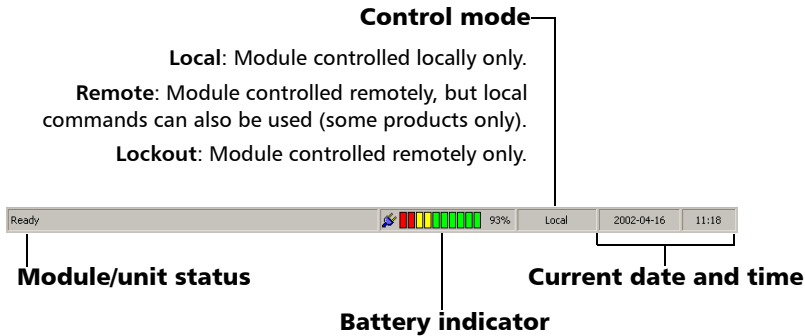 Control mode
Local: Module controlled locally only.
Remote: Module controlled remotely, but local
commands can also be used (some products only).
Lockout: Module controlled remotely only.
Ready 93% Local 2002-04-16 11:18
Module/unit status
Current date and time
Battery indicator